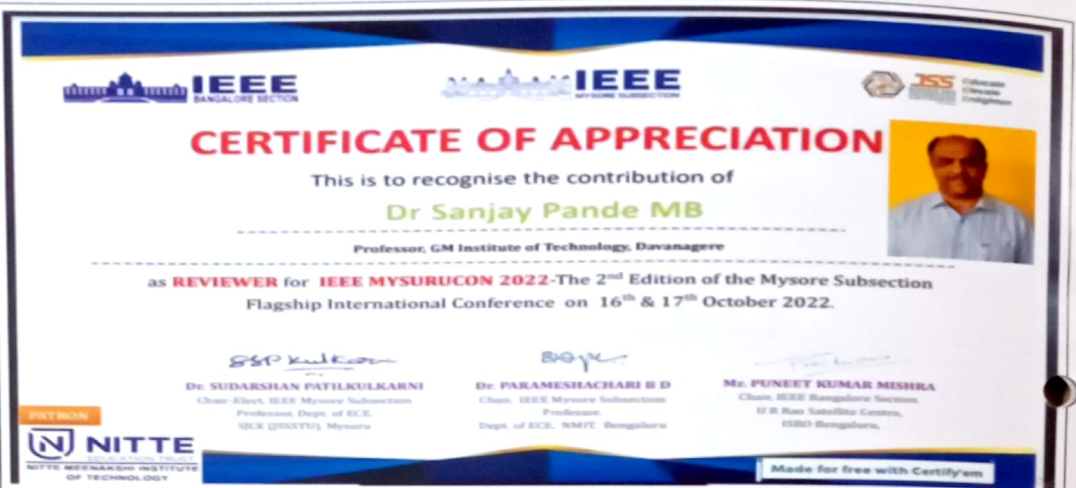 IEEE
BANGALORE SECTION
IEEE
MYSORE SUBSECTION
JSS
Educate
Elevate
Enlighten
CERTIFICATE OF APPRECIATION
This is to recognise the contribution of
Dr Sanjay Pande MB
Professor, GM Institute of Technology, Davanagere
as REVIEWER for IEEE MYSURUCON 2022-The 2nd Edition of the Mysore Subsection
Flagship International Conference on 16th & 17th October 2022.
SSP Kulkarni
Dr. SUDARSHAN PATILKULKARNI
Chair-Elect, IEEE Mysore Subsection
Professor, Dept. of ECE,
SJCE (JSSSTU), Mysuru
Dr. PARAMESHACHARI B D
Chair, IEEE Mysore Subsection
Professor,
Dept. of ECE, NMIT, Bengaluru
Mr. PUNEET KUMAR MISHRA
Chair, IEEE Bangalore Section
U R Rao Satellite Centre,
ISRO Bengaluru,
PATRON
N NITTE
EDUCATION TRUST
NITTE MEENAKSHI INSTITUTE
OF TECHNOLOGY
Made for free with Certify'em